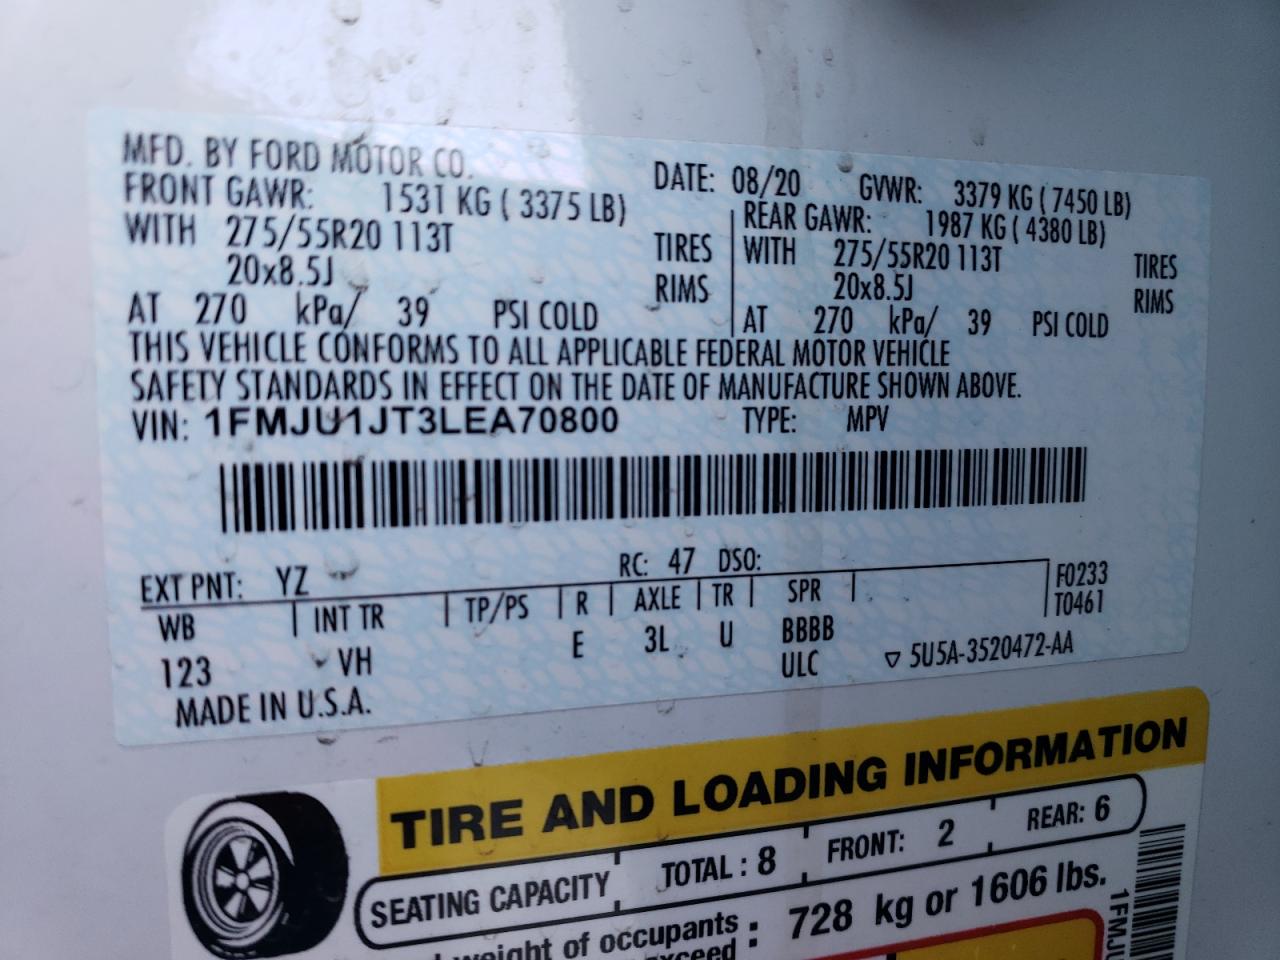 MFD. BY FORD MOTOR CO.
DATE: 08/20 GVWR: 3379 KG ( 7450 LB)
FRONT GAWR: 1531 KG ( 3375 LB) REAR GAWR: 1987 KG ( 4380 LB)
WITH 275/55R20 113T TIRES WITH 275/55R20 113T TIRES
20x8.5J RIMS 20x8.5J RIMS
AT 270 kPa/ 39 PSI COLD AT 270 kPa/ 39 PSI COLD
THIS VEHICLE CONFORMS TO ALL APPLICABLE FEDERAL MOTOR VEHICLE
SAFETY STANDARDS IN EFFECT ON THE DATE OF MANUFACTURE SHOWN ABOVE.
VIN: 1FMJU1JT3LEA70800 TYPE: MPV
EXT PNT: YZ RC: 47 DSO:
WB INT TR TP/PS R AXLE TR SPR F0233
T0461
123 VH E 3L U BBBB
ULC ▽ 5U5A-3520472-AA
MADE IN U.S.A.
TIRE AND LOADING INFORMATION
SEATING CAPACITY TOTAL : 8 FRONT: 2 REAR: 6
weight of occupants : 728 kg or 1606 lbs.
1FMJU